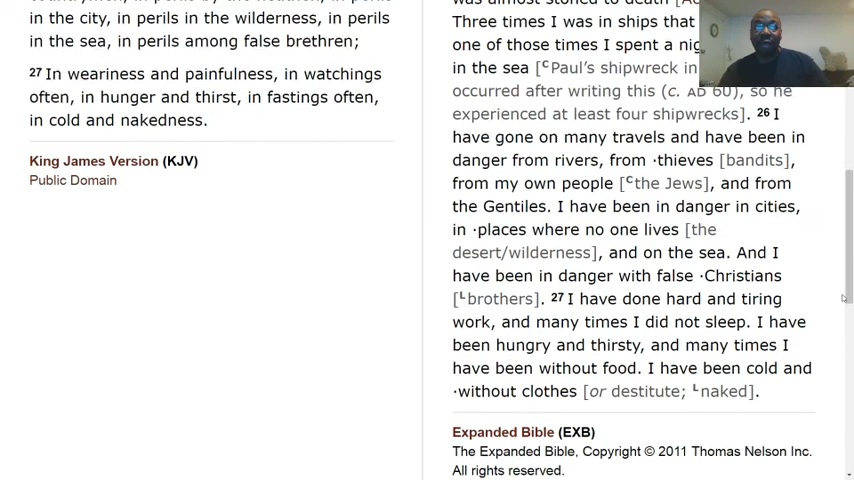 in the city, in perils in the wilderness, in perils
in the sea, in perils among false brethren;
27 In weariness and painfulness, in watchings
often, in hunger and thirst, in fastings often,
in cold and nakedness.
King James Version (KJV)
Public Domain
was almost stoned to death
Three times I was in ships that
one of those times I spent a
in the sea [ᶜPaul's shipwreck in
occurred after writing this (c. AD 60), so he
experienced at least four shipwrecks]. 26 I
have gone on many travels and have been in
danger from rivers, from ·thieves [bandits],
from my own people [ᶜthe Jews], and from
the Gentiles. I have been in danger in cities,
in ·places where no one lives [the
desert/wilderness], and on the sea. And I
have been in danger with false ·Christians
[ᴸbrothers]. 27 I have done hard and tiring
work, and many times I did not sleep. I have
been hungry and thirsty, and many times I
have been without food. I have been cold and
·without clothes [or destitute; ᴸnaked].
Expanded Bible (EXB)
The Expanded Bible, Copyright © 2011 Thomas Nelson Inc.
All rights reserved.